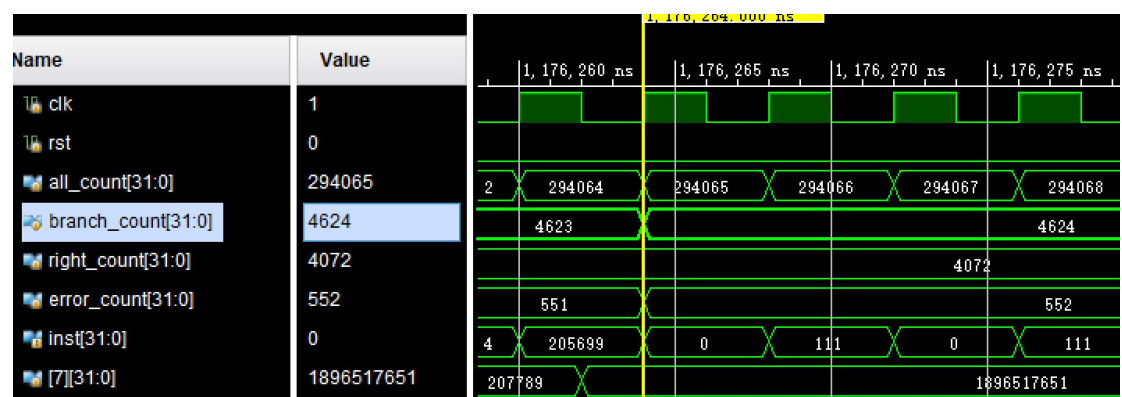 1,176,264.000 ns
Name Value
1,176,260 ns 1,176,265 ns 1,176,270 ns 1,176,275 ns
clk 1
rst 0
all_count[31:0] 294065 2 294064 294065 294066 294067 294068
branch_count[31:0] 4624 4623 4624
right_count[31:0] 4072 4072
error_count[31:0] 552 551 552
inst[31:0] 0 4 205699 0 111 0 111
[7][31:0] 1896517651 207789 1896517651